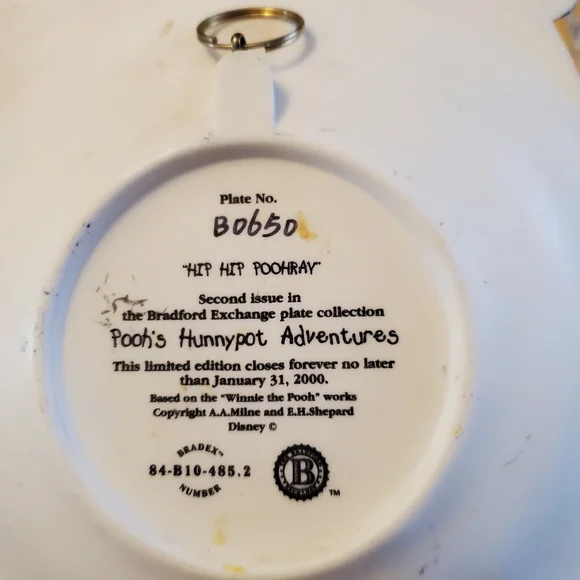 Plate No.
B0650
"HIP HIP POOHRAY"
Second issue in
the Bradford Exchange plate collection
Pooh's Hunnypot Adventures
This limited edition closes forever no later
than January 31, 2000.
Based on the "Winnie the Pooh" works
Copyright A.A.Milne and E.H.Shepard
Disney ©
BRADEX™
84-B10-485.2
NUMBER
B
TM